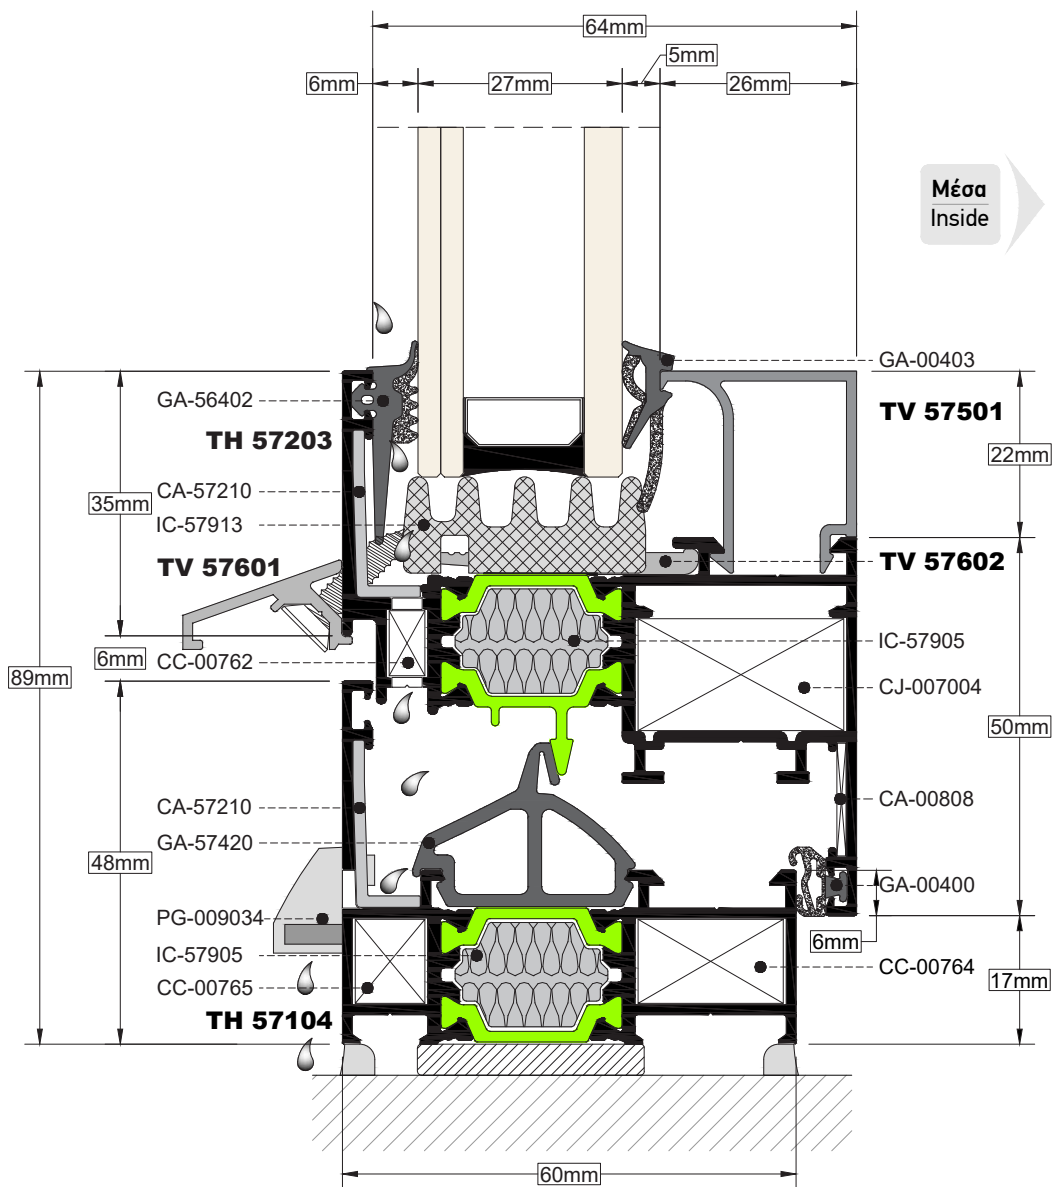 64mm
5mm
6mm
27mm
26mm
Μέσα
Inside
GA-00403
GA-56402
TV 57501
TH 57203
22mm
CA-57210
35mm
IC-57913
TV 57601
TV 57602
6mm
CC-00762
IC-57905
89mm
CJ-007004
50mm
CA-57210
CA-00808
GA-57420
48mm
GA-00400
PG-009034
6mm
IC-57905
CC-00764
17mm
CC-00765
TH 57104
60mm